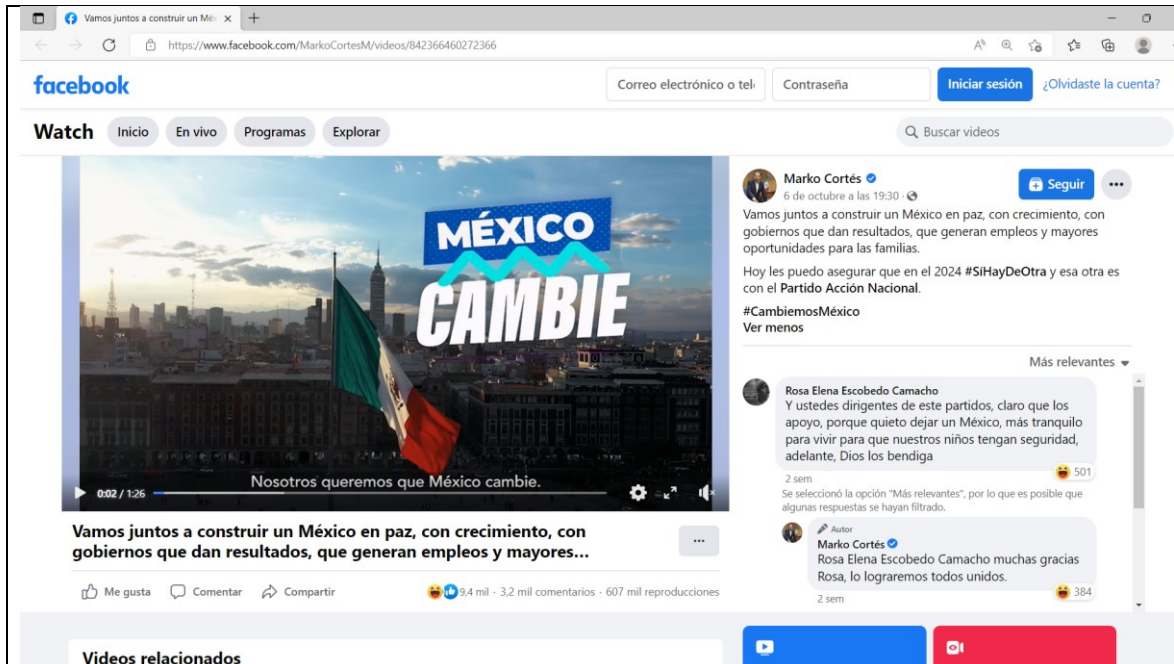 Vamos juntos a construir un Méx
https://www.facebook.com/MarkoCortesM/videos/842366460272366
facebook
Correo electrónico o telé
Contraseña
Iniciar sesión
¿Olvidaste la cuenta?
Watch
Inicio
En vivo
Programas
Explorar
Buscar videos
MÉXICO
CAMBIE
Nosotros queremos que México cambie.
0:02 / 1:26
Vamos juntos a construir un México en paz, con crecimiento, con
gobiernos que dan resultados, que generan empleos y mayores...
Me gusta
Comentar
Compartir
9,4 mil · 3,2 mil comentarios · 607 mil reproducciones
Videos relacionados
Marko Cortés
6 de octubre a las 19:30 ·
Seguir
Vamos juntos a construir un México en paz, con crecimiento, con
gobiernos que dan resultados, que generan empleos y mayores
oportunidades para las familias.
Hoy les puedo asegurar que en el 2024 #SíHayDeOtra y esa otra es
con el Partido Acción Nacional.
#CambiemosMéxico
Ver menos
Más relevantes
Rosa Elena Escobedo Camacho
Y ustedes dirigentes de este partidos, claro que los
apoyo, porque quieto dejar un México, más tranquilo
para vivir para que nuestros niños tengan seguridad,
adelante, Dios los bendiga
501
2 sem
Se seleccionó la opción "Más relevantes", por lo que es posible que
algunas respuestas se hayan filtrado.
Autor
Marko Cortés
Rosa Elena Escobedo Camacho muchas gracias
Rosa, lo lograremos todos unidos.
384
2 sem